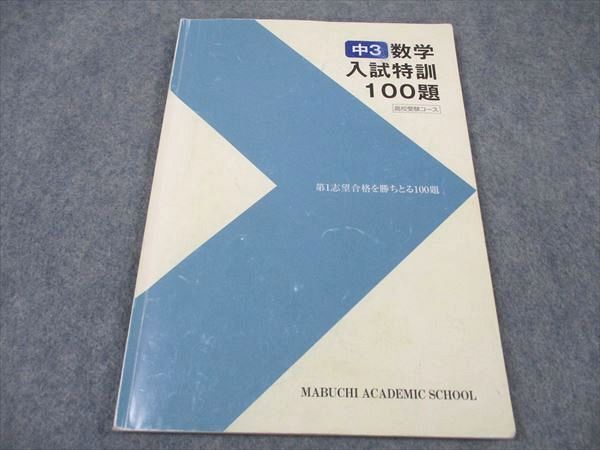 中3 数学
入試特訓
100題
高校受験コース
第1志望合格を勝ちとる100題
MABUCHI ACADEMIC SCHOOL